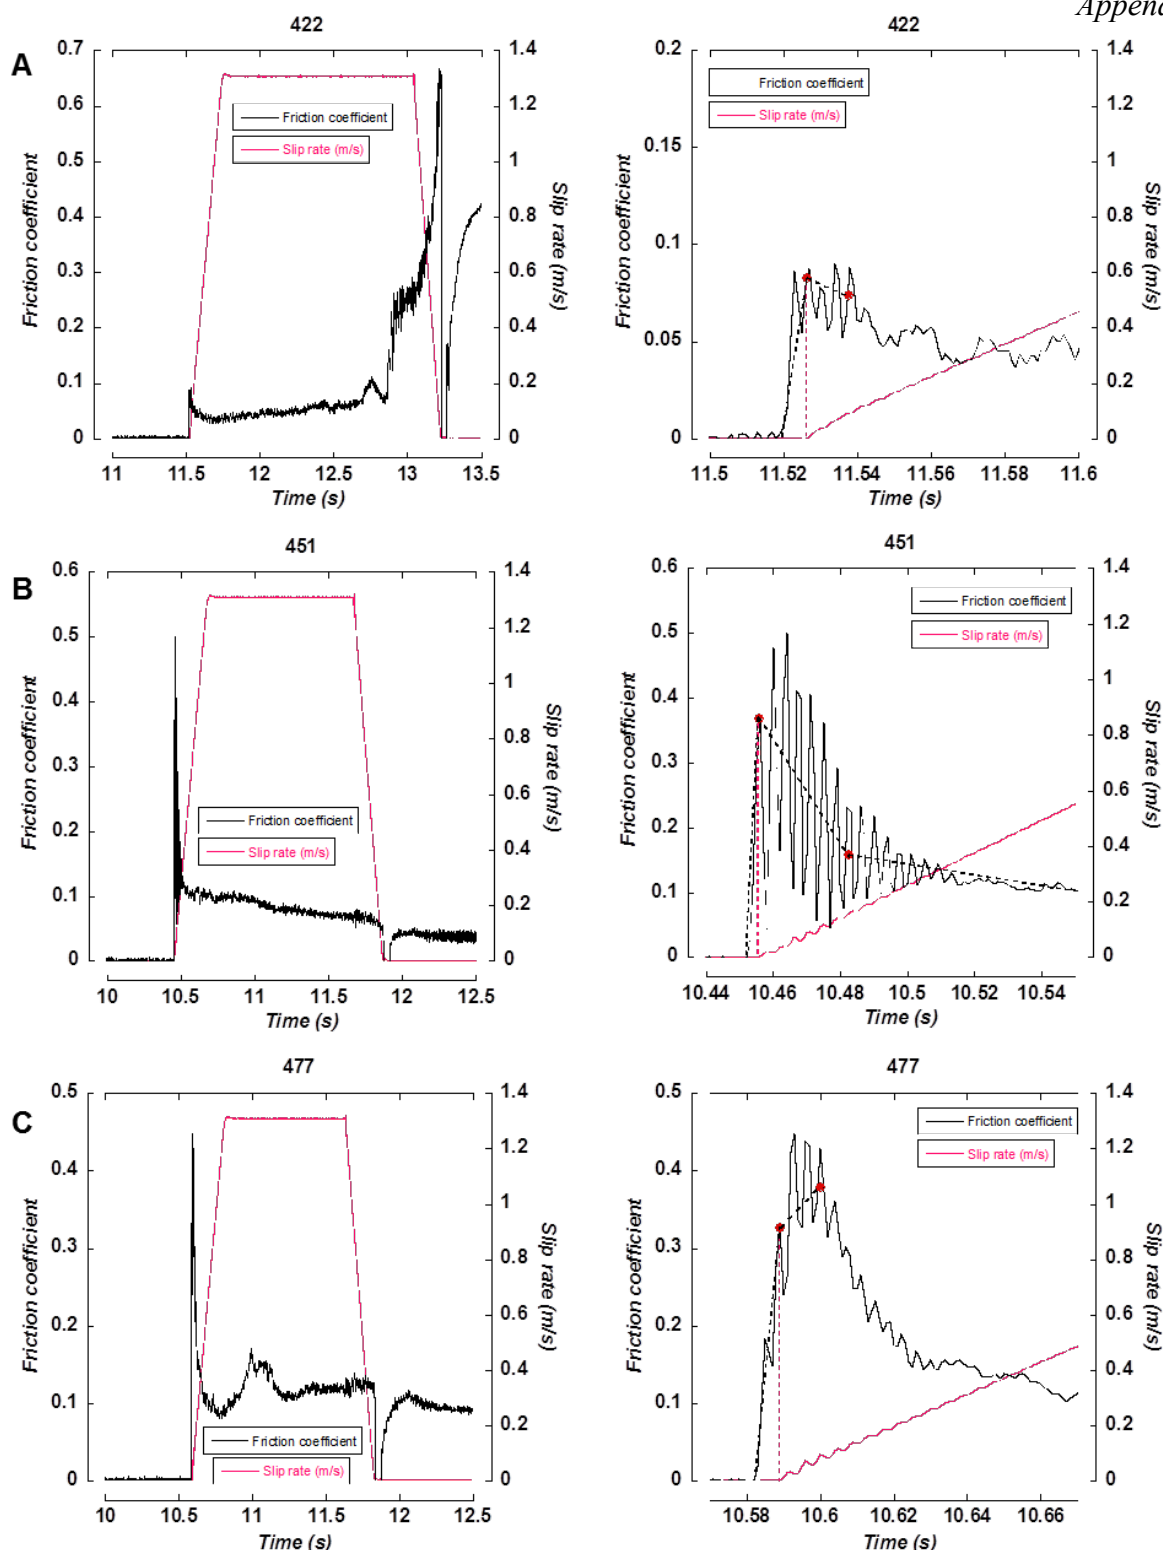 Appen
422
422
A
0.7
0.6
0.5
0.4
0.3
0.2
0.1
0
Friction coefficient
1.4
1.2
1
0.8
0.6
0.4
0.2
0
Slip rate (m/s)
Friction coefficient
Slip rate (m/s)
11 11.5 12 12.5 13 13.5
Time (s)
0.2
0.15
0.1
0.05
0
Friction coefficient
1.4
1.2
1
0.8
0.6
0.4
0.2
0
Slip rate (m/s)
Friction coefficient
Slip rate (m/s)
11.5 11.52 11.54 11.56 11.58 11.6
Time (s)
451
451
B
0.6
0.5
0.4
0.3
0.2
0.1
0
Friction coefficient
1.4
1.2
1
0.8
0.6
0.4
0.2
0
Slip rate (m/s)
Friction coefficient
Slip rate (m/s)
10 10.5 11 11.5 12 12.5
Time (s)
0.6
0.5
0.4
0.3
0.2
0.1
0
Friction coefficient
1.4
1.2
1
0.8
0.6
0.4
0.2
0
Slip rate (m/s)
Friction coefficient
Slip rate (m/s)
10.44 10.46 10.48 10.5 10.52 10.54
Time (s)
477
477
C
0.5
0.4
0.3
0.2
0.1
0
Friction coefficient
1.4
1.2
1
0.8
0.6
0.4
0.2
0
Slip rate (m/s)
Friction coefficient
Slip rate (m/s)
10 10.5 11 11.5 12 12.5
Time (s)
0.5
0.4
0.3
0.2
0.1
0
Friction coefficient
1.4
1.2
1
0.8
0.6
0.4
0.2
0
Slip rate (m/s)
Friction coefficient
Slip rate (m/s)
10.58 10.6 10.62 10.64 10.66
Time (s)